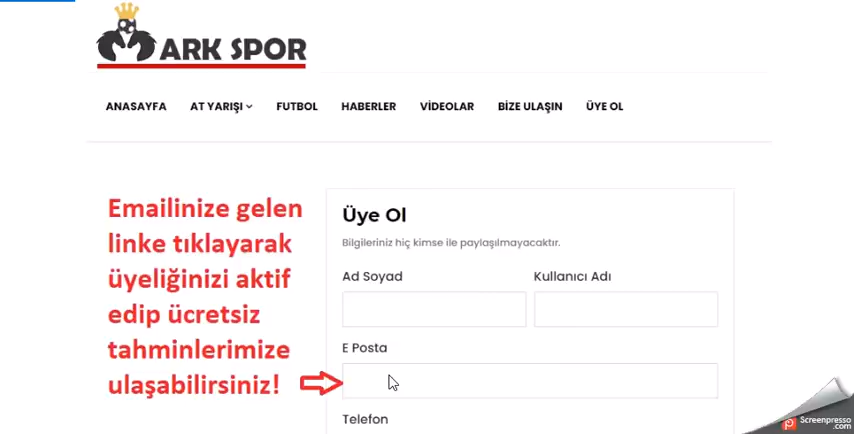 ARK SPOR
ANASAYFA AT YARIŞI FUTBOL HABERLER VİDEOLAR BİZE ULAŞIN ÜYE OL
Emailinize gelen
linke tıklayarak
üyeliğinizi aktif
edip ücretsiz
tahminlerimize
ulaşabilirsiniz!
Üye Ol
Bilgileriniz hiç kimse ile paylaşılmayacaktır.
Ad Soyad Kullanıcı Adı
E Posta
Telefon
Screenpresso
.com